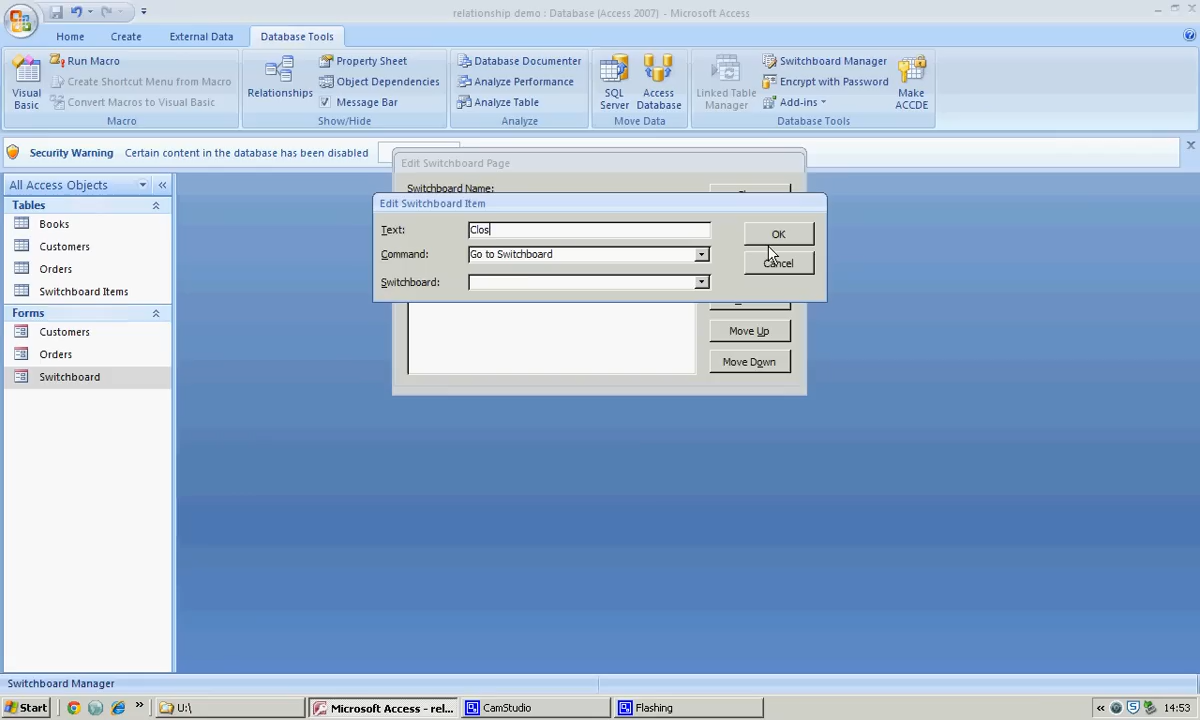 relationship demo : Database (Access 2007) - Microsoft Access
Home Create External Data Database Tools
Visual Basic
Run Macro
Create Shortcut Menu from Macro
Convert Macros to Visual Basic
Macro
Relationships
Property Sheet
Object Dependencies
Message Bar
Show/Hide
Database Documenter
Analyze Performance
Analyze Table
Analyze
SQL Server
Access Database
Move Data
Linked Table Manager
Switchboard Manager
Encrypt with Password
Add-ins
Make ACCDE
Database Tools
Security Warning Certain content in the database has been disabled
All Access Objects «
Tables
Books
Customers
Orders
Switchboard Items
Forms
Customers
Orders
Switchboard
Edit Switchboard Page
Switchboard Name:
Edit Switchboard Item
Text: Clos
Command: Go to Switchboard
Switchboard:
OK
Cancel
Move Up
Move Down
Switchboard Manager
Start » U:\ Microsoft Access - rel... CamStudio Flashing « 14:53